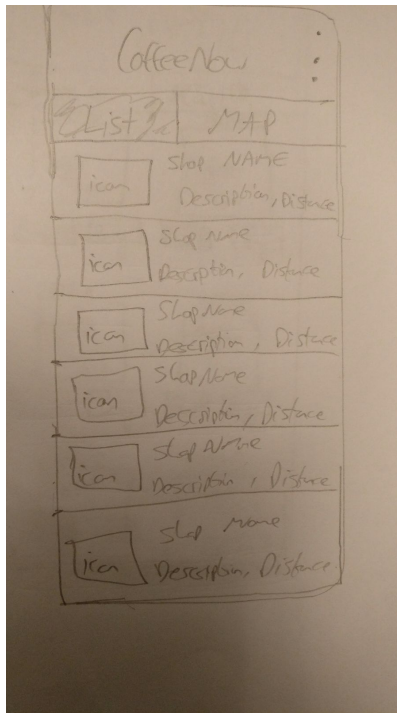 CoffeeNow
List MAP
icon
Shop NAME
Description, Distance
icon
Shop Name
Description, Distance
icon
Shop Name
Description, Distance
icon
Shop Name
Description, Distance
icon
Shop Name
Description, Distance
icon
Shop Name
Description, Distance